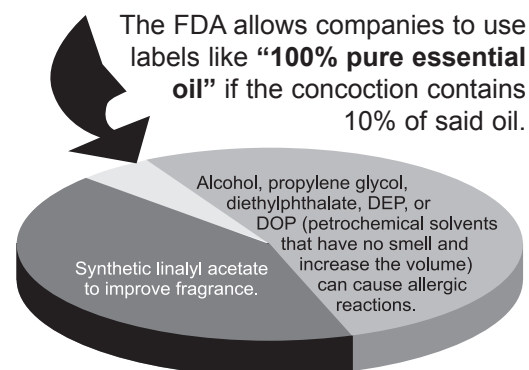 The FDA allows companies to use
labels like “100% pure essential
oil” if the concoction contains
10% of said oil.
Alcohol, propylene glycol,
diethylphthalate, DEP, or
DOP (petrochemical solvents
that have no smell and
increase the volume)
can cause allergic
reactions.
Synthetic linalyl acetate
to improve fragrance.